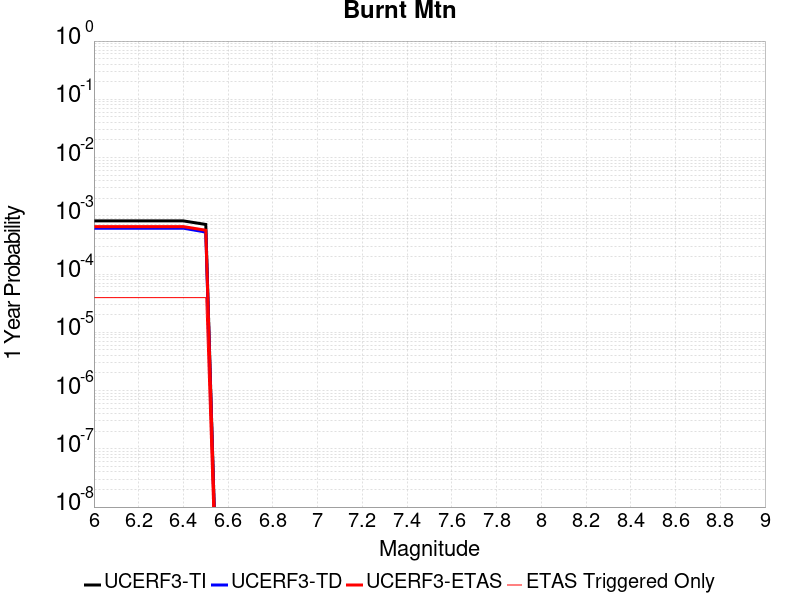 Burnt Mtn
1 Year Probability
10^0
10^-1
10^-2
10^-3
10^-4
10^-5
10^-6
10^-7
10^-8
6 6.2 6.4 6.6 6.8 7 7.2 7.4 7.6 7.8 8 8.2 8.4 8.6 8.8 9
Magnitude
UCERF3-TI UCERF3-TD UCERF3-ETAS ETAS Triggered Only